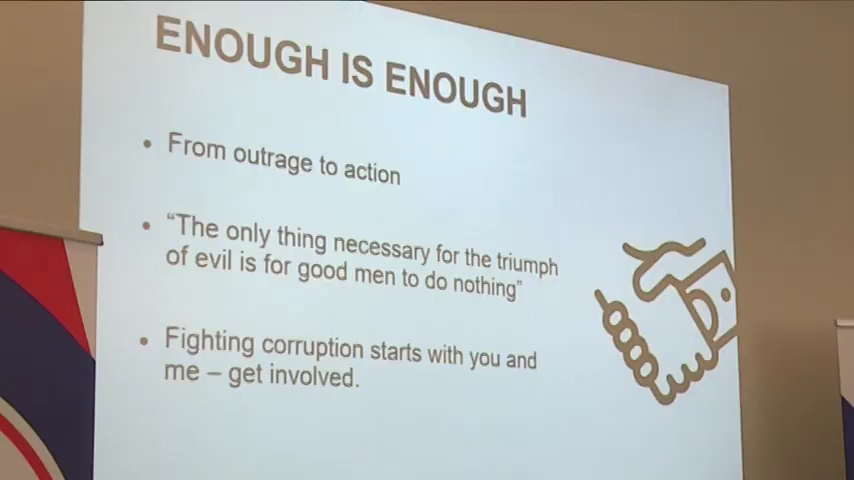 ENOUGH IS ENOUGH
• From outrage to action
• “The only thing necessary for the triumph
of evil is for good men to do nothing”
• Fighting corruption starts with you and
me – get involved.